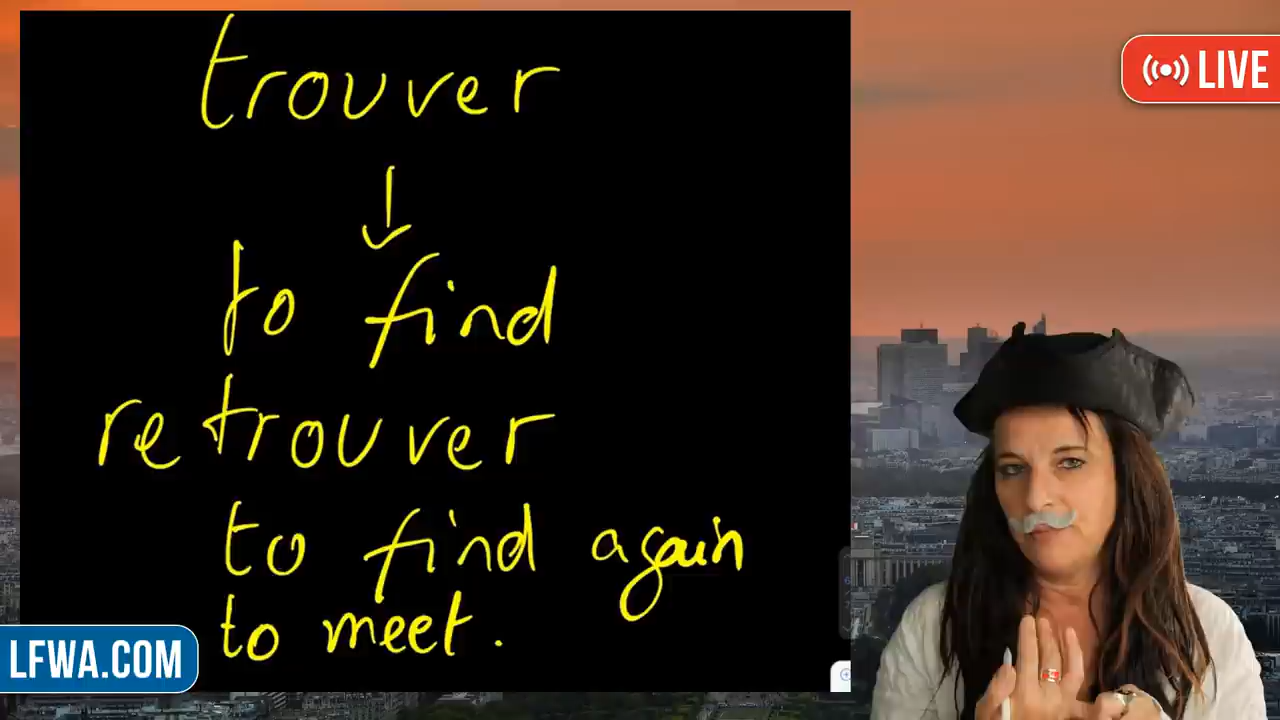 trouver
to find
retrouver
to find again
to meet.
LIVE
LFWA.COM